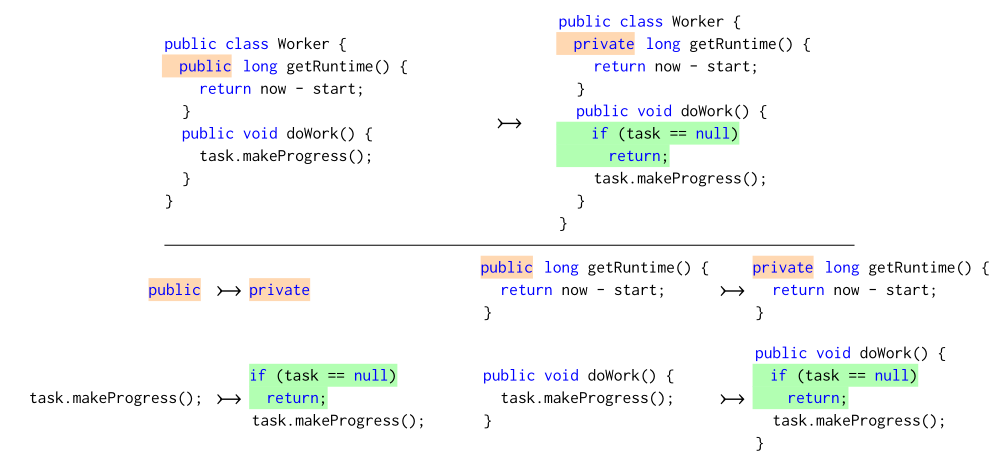 public class Worker {
  public long getRuntime() {
    return now - start;
  }
  public void doWork() {
    task.makeProgress();
  }
}
↣
public class Worker {
  private long getRuntime() {
    return now - start;
  }
  public void doWork() {
    if (task == null)
      return;
    task.makeProgress();
  }
}
public ↣ private
public long getRuntime() {
  return now - start;
}
↣
private long getRuntime() {
  return now - start;
}
task.makeProgress(); ↣
if (task == null)
  return;
task.makeProgress();
public void doWork() {
  task.makeProgress();
}
↣
public void doWork() {
  if (task == null)
    return;
  task.makeProgress();
}